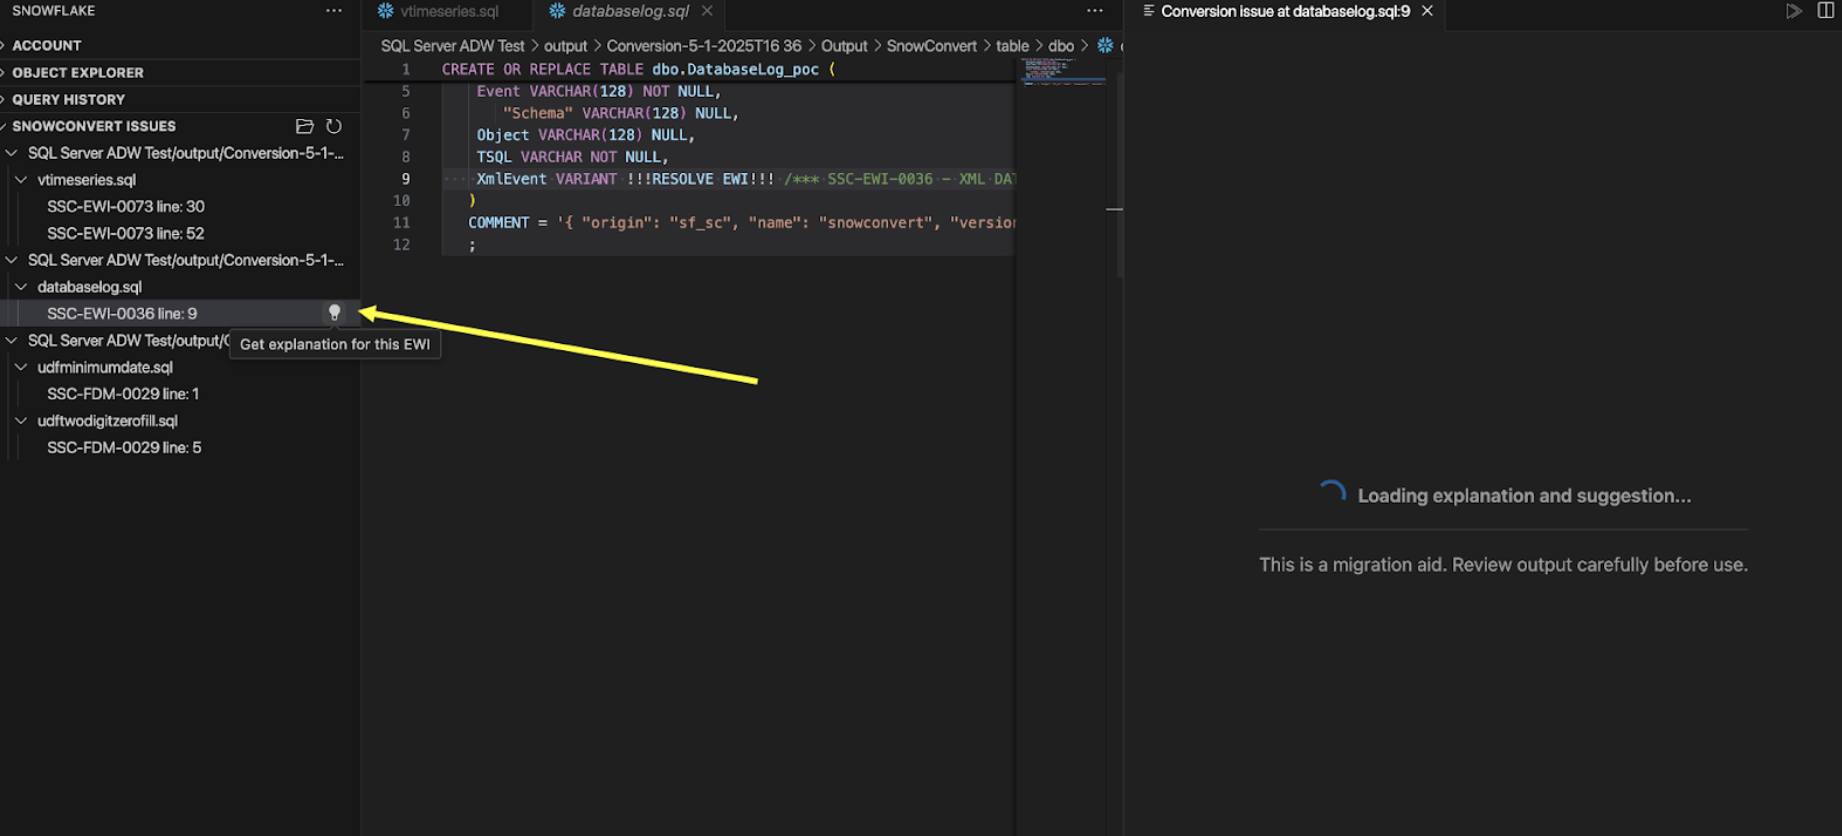 SNOWFLAKE
ACCOUNT
OBJECT EXPLORER
QUERY HISTORY
SNOWCONVERT ISSUES
SQL Server ADW Test/output/Conversion-5-1-...
vtimeseries.sql
SSC-EWI-0073 line: 30
SSC-EWI-0073 line: 52
SQL Server ADW Test/output/Conversion-5-1-...
databaselog.sql
SSC-EWI-0036 line: 9
Get explanation for this EWI
SQL Server ADW Test/output/
udfminimumdate.sql
SSC-FDM-0029 line: 1
udftwodigitzerofill.sql
SSC-FDM-0029 line: 5
vtimeseries.sql databaselog.sql
SQL Server ADW Test > output > Conversion-5-1-2025T16 36 > Output > SnowConvert > table > dbo >
1 CREATE OR REPLACE TABLE dbo.DatabaseLog_poc (
5 Event VARCHAR(128) NOT NULL,
6 "Schema" VARCHAR(128) NULL,
7 Object VARCHAR(128) NULL,
8 TSQL VARCHAR NOT NULL,
9 XmlEvent VARIANT !!!RESOLVE EWI!!! /*** SSC-EWI-0036 - XML DAT
10 )
11 COMMENT = '{ "origin": "sf_sc", "name": "snowconvert", "version
12 ;
Conversion issue at databaselog.sql:9
Loading explanation and suggestion...
This is a migration aid. Review output carefully before use.